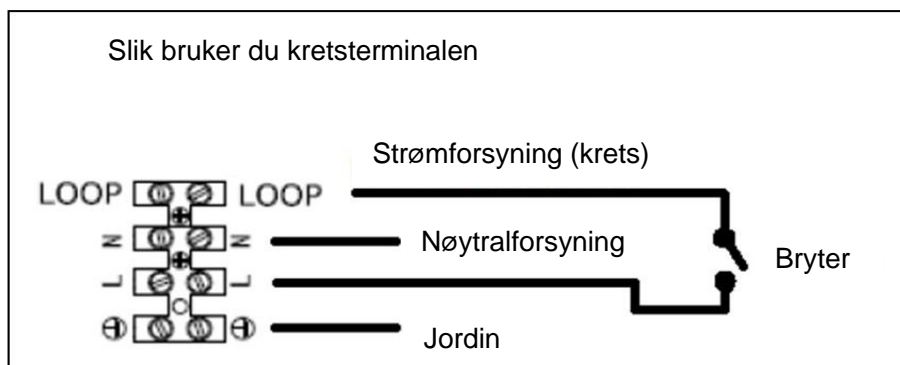 Slik bruker du kretsterminalen
Strømforsyning (krets)
LOOP LOOP
N N Nøytralforsyning
Bryter
L L
Jordin